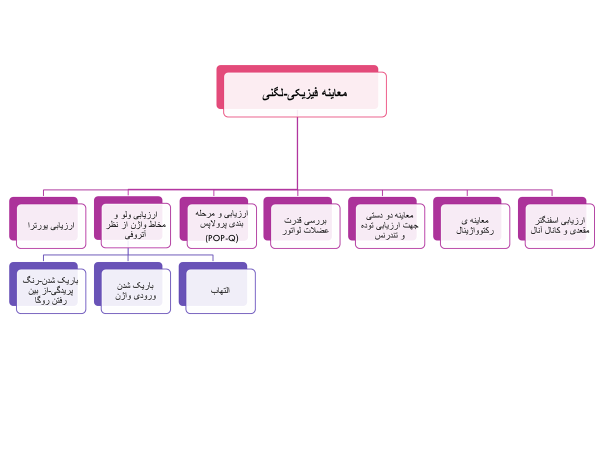 معاینه فیزیکی-لگنی
ارزیابی اسفنگتر
مقعدی و کانال آنال
معاینه ی
رکتوواژینال
معاینه دو دستی
جهت ارزیابی توده
و تندرنس
بررسی قدرت
عضلات لواتور
ارزیابی و مرحله
بندی پرولاپس
(POP-Q)
ارزیابی ولو و
مخاط واژن از نظر
آتروفی
ارزیابی یورترا
التهاب
باریک شدن
ورودی واژن
باریک شدن-رنگ
پریدگی-از بین
رفتن روگا